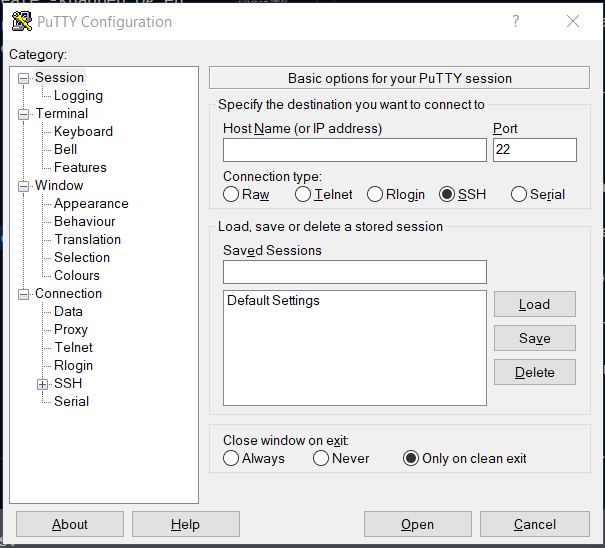 PuTTY Configuration
?
Category:
Session
Logging
Terminal
Keyboard
Bell
Features
Window
Appearance
Behaviour
Translation
Selection
Colours
Connection
Data
Proxy
Telnet
Rlogin
SSH
Serial
Basic options for your PuTTY session
Specify the destination you want to connect to
Host Name (or IP address) Port
22
Connection type:
Raw Telnet Rlogin SSH Serial
Load, save or delete a stored session
Saved Sessions
Default Settings
Load
Save
Delete
Close window on exit:
Always Never Only on clean exit
About Help Open Cancel